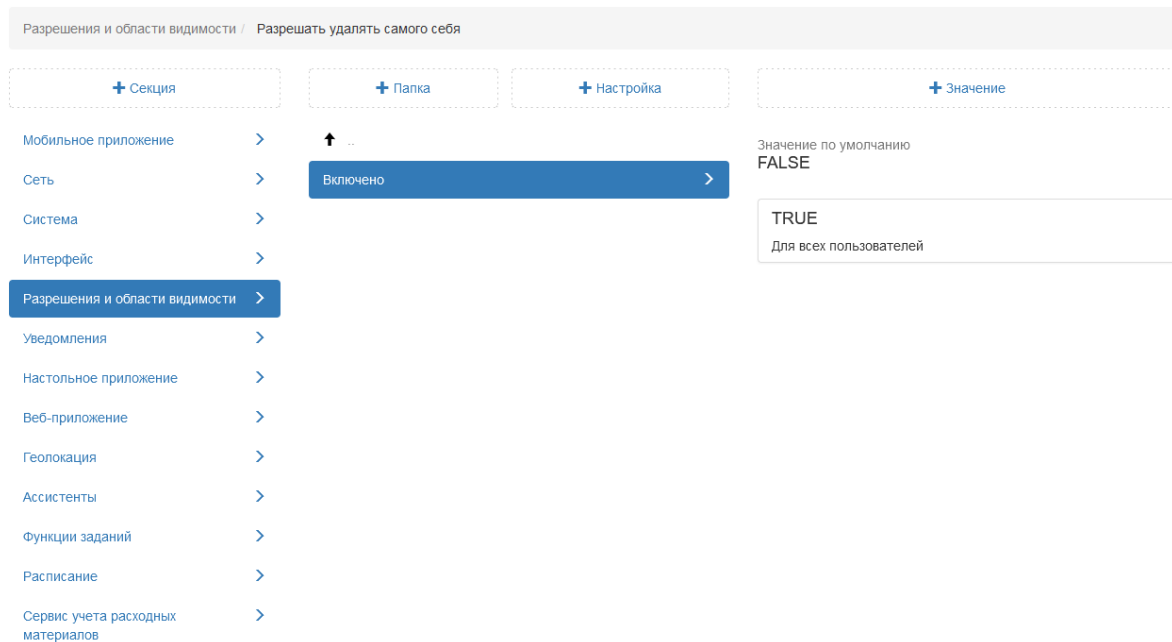 Разрешения и области видимости / Разрешать удалять самого себя
+ Секция
+ Папка
+ Настройка
+ Значение
Мобильное приложение
Сеть
Система
Интерфейс
Разрешения и области видимости
Уведомления
Настольное приложение
Веб-приложение
Геолокация
Ассистенты
Функции заданий
Расписание
Сервис учета расходных
материалов
..
Включено
Значение по умолчанию
FALSE
TRUE
Для всех пользователей